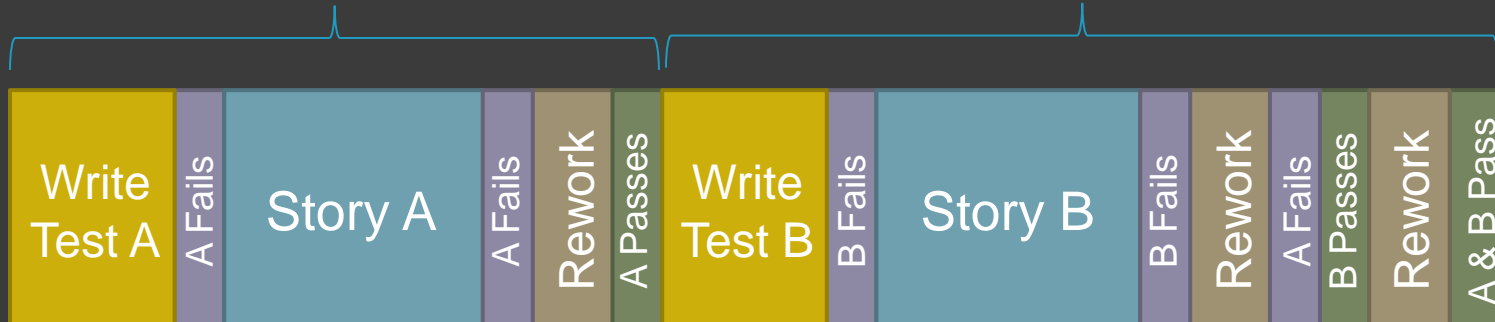 Write
Test A
A Fails
Story A
A Fails
Rework
A Passes
Write
Test B
B Fails
Story B
B Fails
Rework
A Fails
B Passes
Rework
A & B Pass